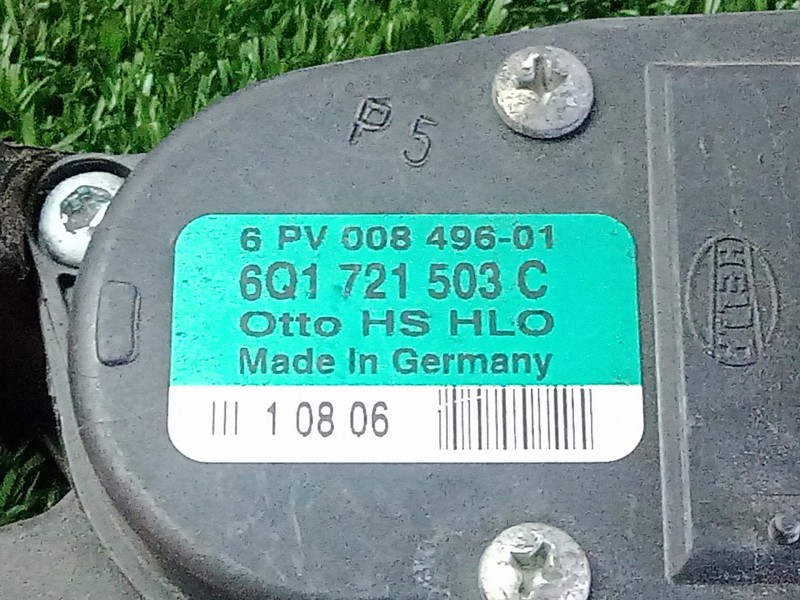 P 5
6 PV 008 496-01
6Q1 721 503 C
Otto HS HLO
Made In Germany
||| 1 08 06
HELLA